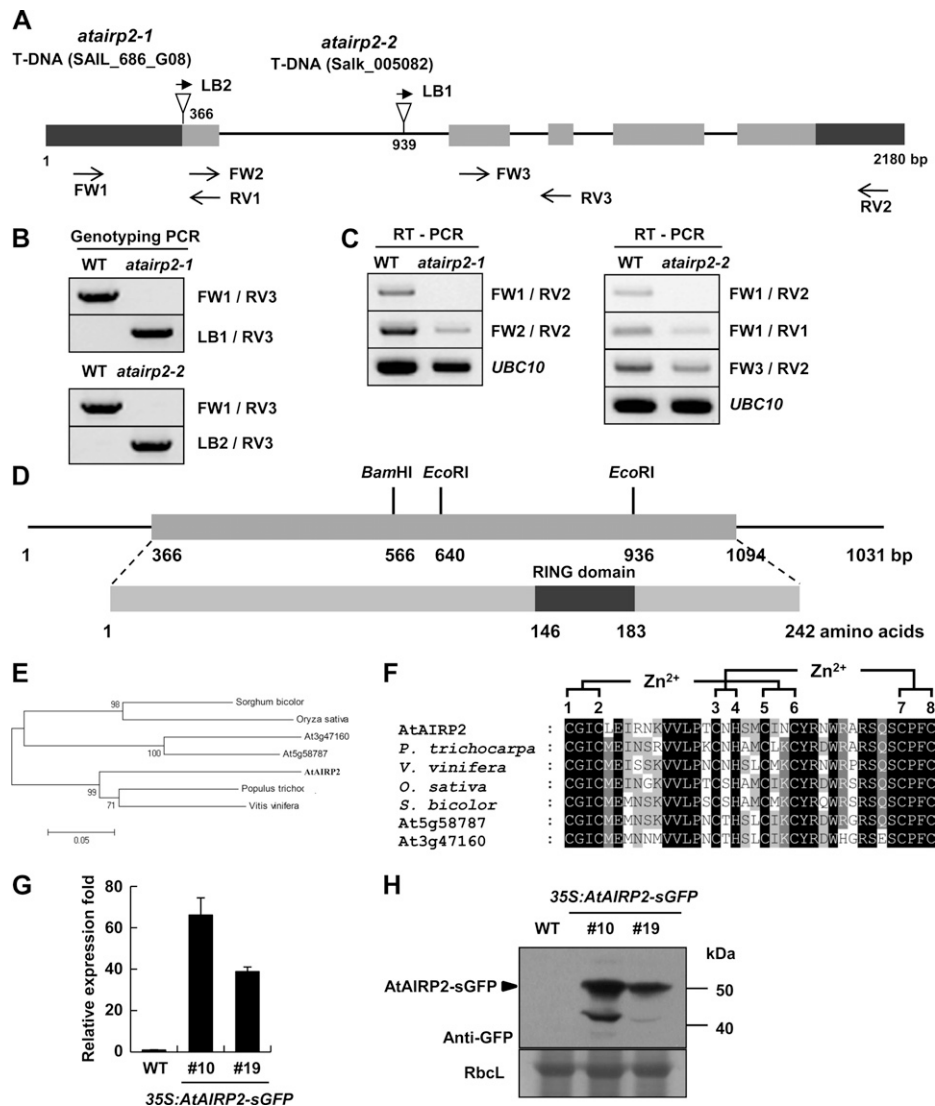 A
atairp2-1
T-DNA (SAIL_686_G08)
LB2
366
atairp2-2
T-DNA (Salk_005082)
LB1
939
1
2180 bp
FW1
FW2
RV1
FW3
RV3
RV2
B
Genotyping PCR
WT atairp2-1
FW1 / RV3
LB1 / RV3
WT atairp2-2
FW1 / RV3
LB2 / RV3
C
RT - PCR
WT atairp2-1
FW1 / RV2
FW2 / RV2
UBC10
RT - PCR
WT atairp2-2
FW1 / RV2
FW1 / RV1
FW3 / RV2
UBC10
D
BamHI EcoRI EcoRI
1 366 566 640 936 1094 1031 bp
RING domain
1 146 183 242 amino acids
E
98 Sorghum bicolor
Oryza sativa
At3g47160
100 At5g58787
AtAIRP2
99 Populus trichoc
71 Vitis vinifera
0.05
F
Zn2+ Zn2+
1 2 3 4 5 6 7 8
AtAIRP2 : CGICLEIRNKVVLPTCNHSMCINCYRNWRARSQSCPFC
P. trichocarpa : CGICMEINSRVVLPKCNHAMCLKCYRDWRARSQSCPFC
V. vinifera : CGICMEISSKVVLPNCNHSLCIKCYRNWRARSQSCPFC
O. sativa : CGICMEINGKVVLPTCSHAMCIKCYRDWRSRSQSCPFC
S. bicolor : CGICMEMNSKVVLPSCSHAMCMKCYRQWRSRSQSCPFC
At5g58787 : CGICMEMNSKVVLPNCTHSLCIKCYRDWRGRSQSCPFC
At3g47160 : CGICMEMNNMVVLPNCTHSLCIKCYRDWHGRSESCPFC
G
Relative expression fold
80
60
40
20
0
WT #10 #19
35S:AtAIRP2-sGFP
H
35S:AtAIRP2-sGFP
WT #10 #19
kDa
AtAIRP2-sGFP
50
40
Anti-GFP
RbcL